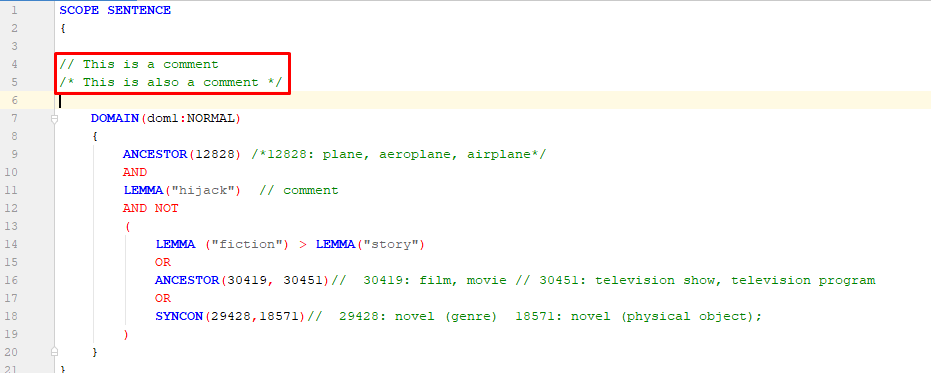 1 SCOPE SENTENCE
2 {
3
4 // This is a comment
5 /* This is also a comment */
6
7 DOMAIN(dom1:NORMAL)
8 {
9 ANCESTOR(12828) /*12828: plane, aeroplane, airplane*/
10 AND
11 LEMMA("hijack")  // comment
12 AND NOT
13 (
14 LEMMA ("fiction") > LEMMA("story")
15 OR
16 ANCESTOR(30419, 30451)//  30419: film, movie // 30451: television show, television program
17 OR
18 SYNCON(29428,18571)//  29428: novel (genre)  18571: novel (physical object);
19 )
20 }
21 }